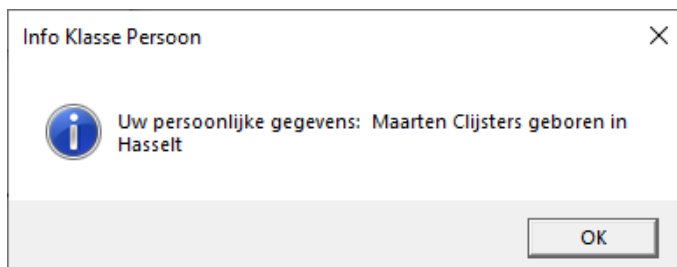 Info Klasse Persoon
Uw persoonlijke gegevens:  Maarten Clijsters geboren in
Hasselt
OK